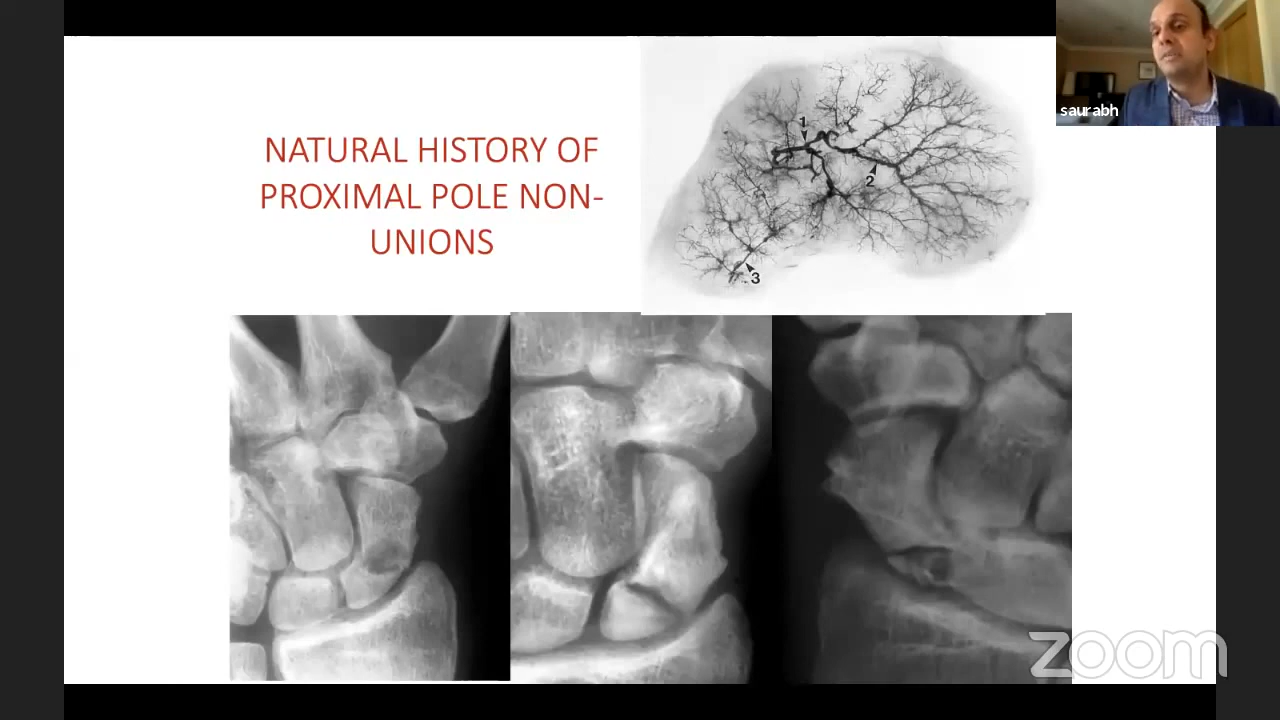 NATURAL HISTORY OF
PROXIMAL POLE NON-
UNIONS
1
2
3
saurabh
zoom